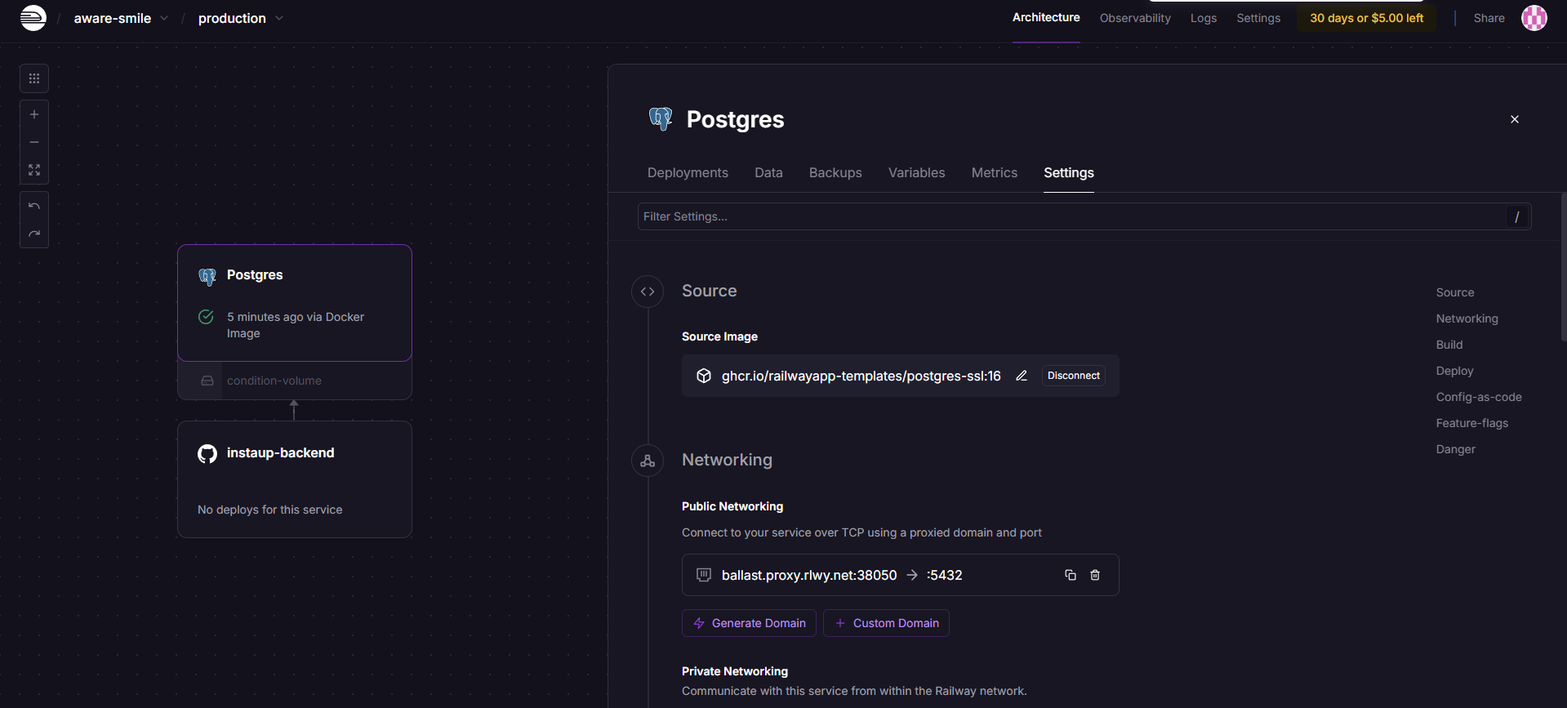 / aware-smile / production
Architecture Observability Logs Settings 30 days or $5.00 left Share
Postgres
5 minutes ago via Docker
Image
condition-volume
instaup-backend
No deploys for this service
Postgres
Deployments Data Backups Variables Metrics Settings
Filter Settings... /
Source
Source Image
ghcr.io/railwayapp-templates/postgres-ssl:16 Disconnect
Networking
Public Networking
Connect to your service over TCP using a proxied domain and port
ballast.proxy.rlwy.net:38050 → :5432
Generate Domain + Custom Domain
Private Networking
Communicate with this service from within the Railway network.
Source
Networking
Build
Deploy
Config-as-code
Feature-flags
Danger